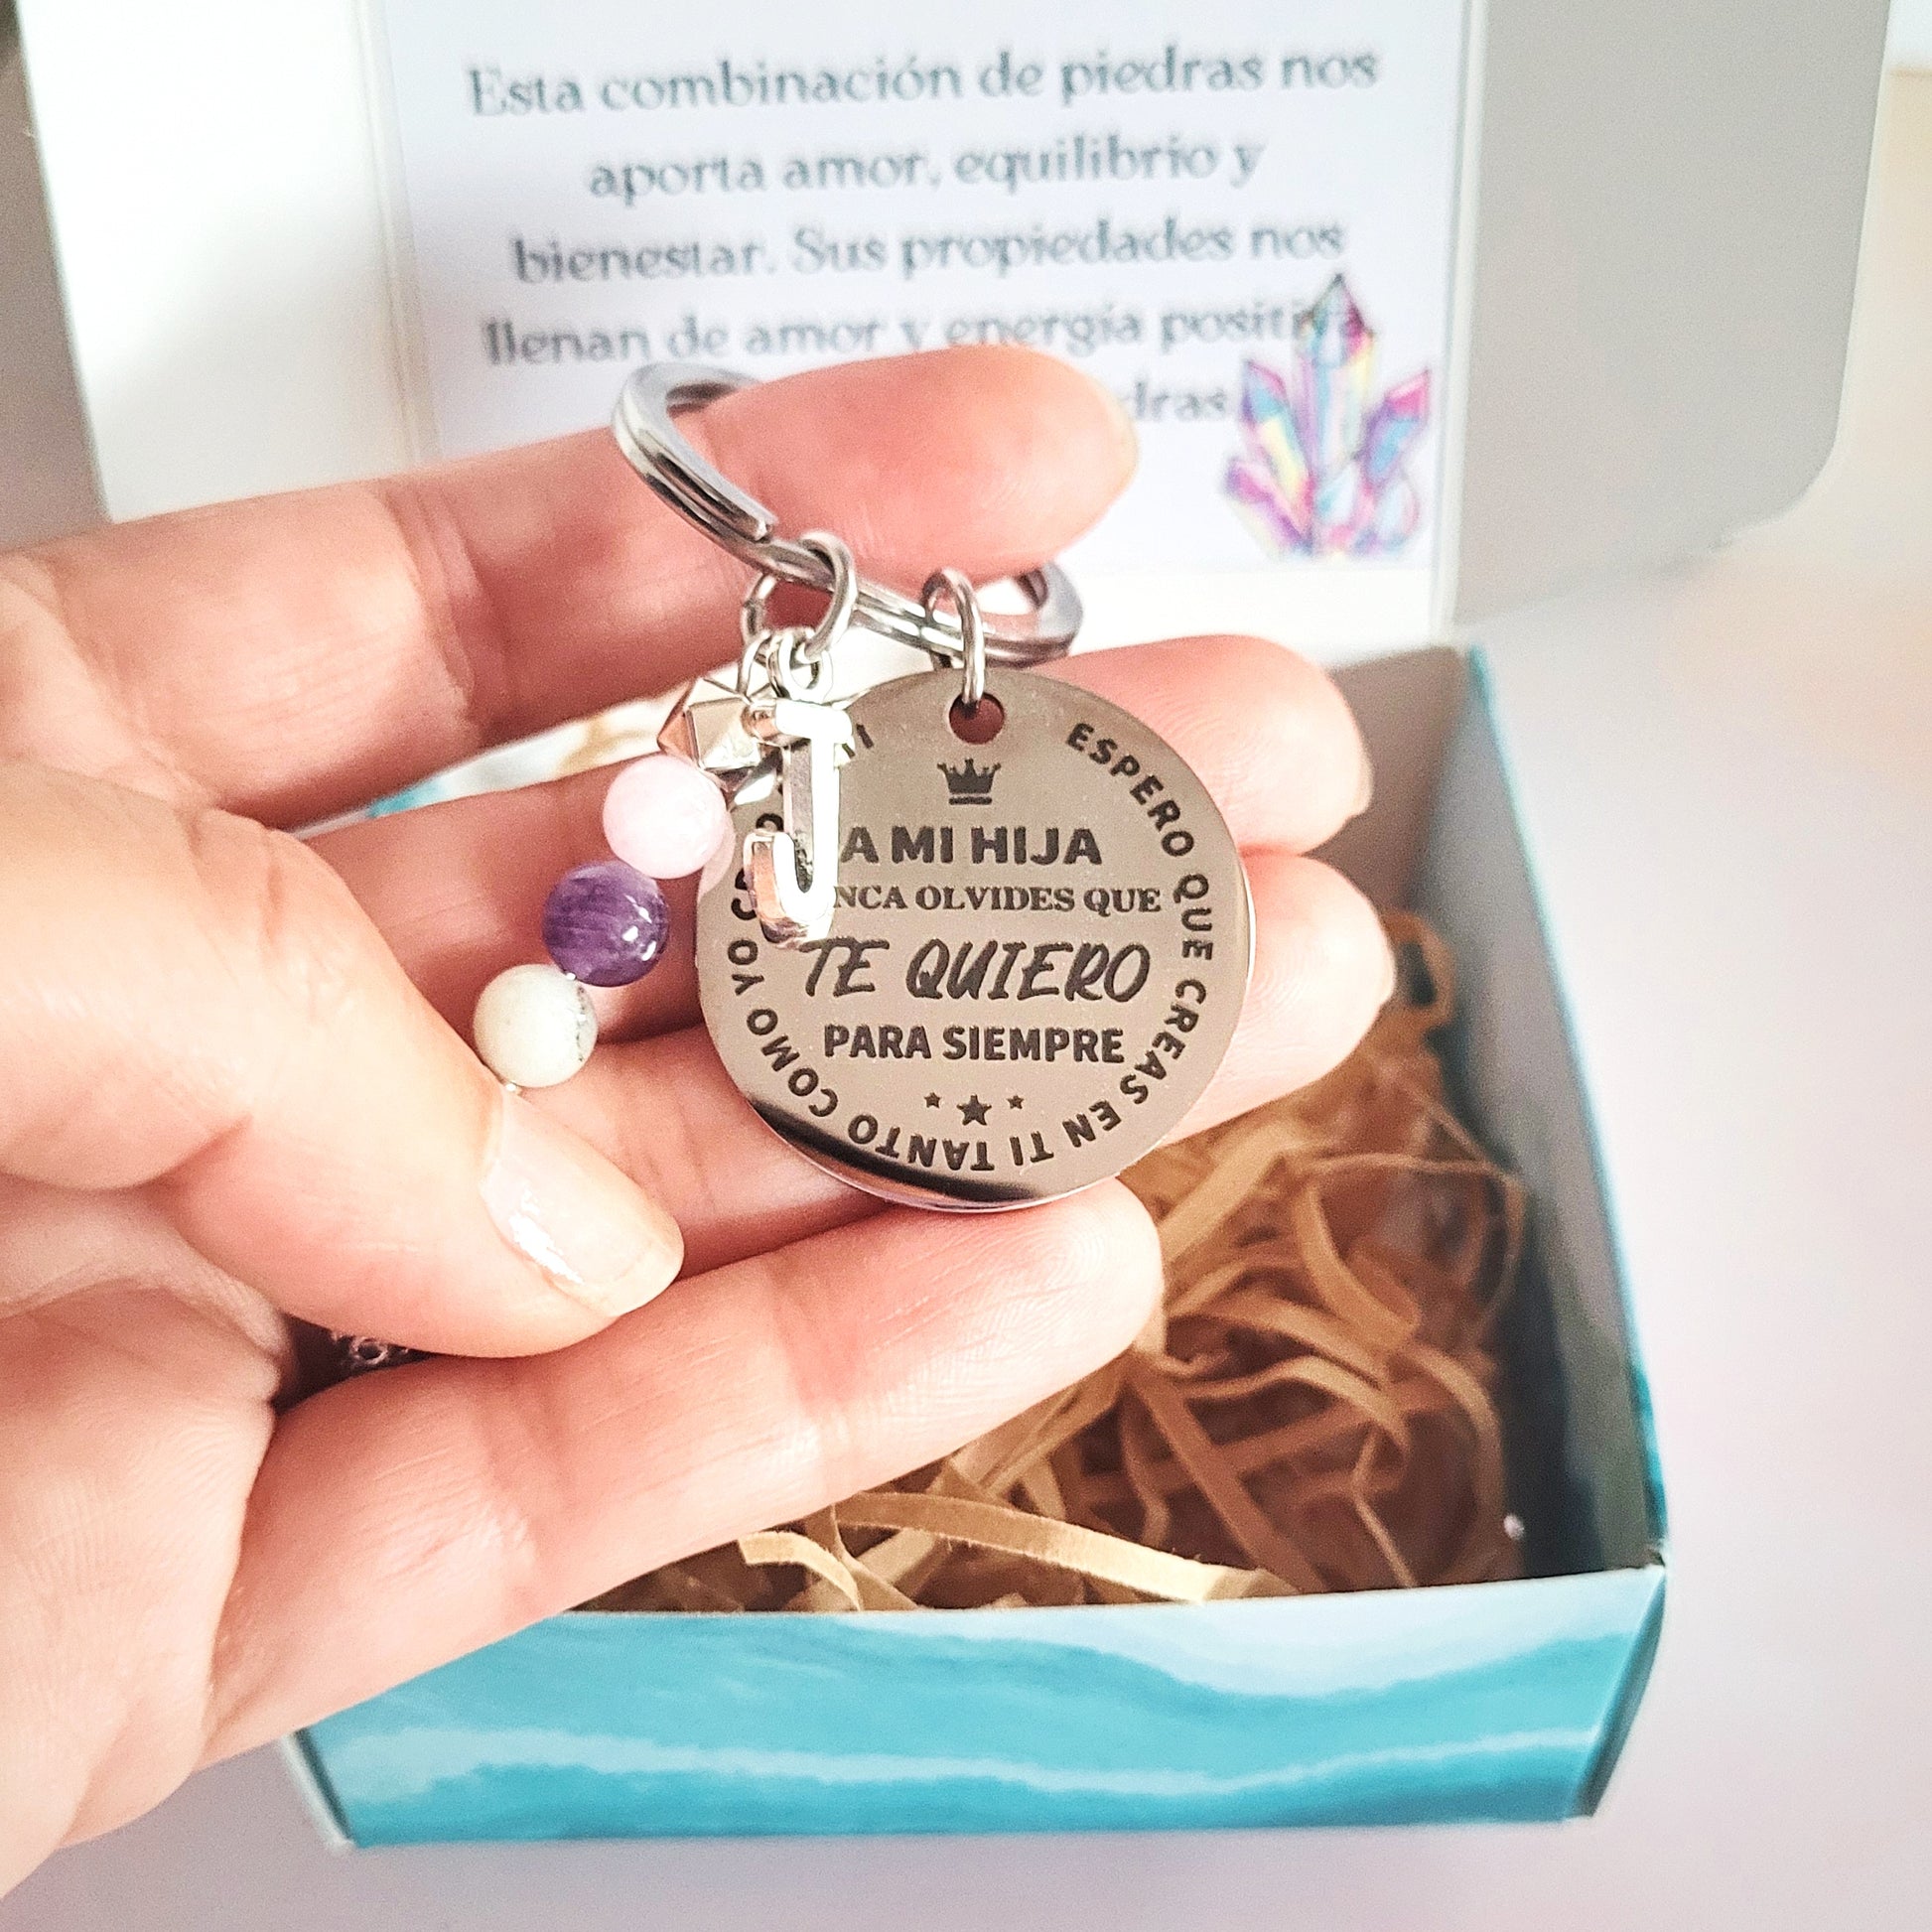 Esta combinación de piedras nos
aporta amor, equilibrio y
bienestar. Sus propiedades nos
llenan de amor y energía positiva
J
A MI HIJA
OLVIDES QUE
TE QUIERO
PARA SIEMPRE
ESPERO QUE CREAS EN TI TANTO COMO YO